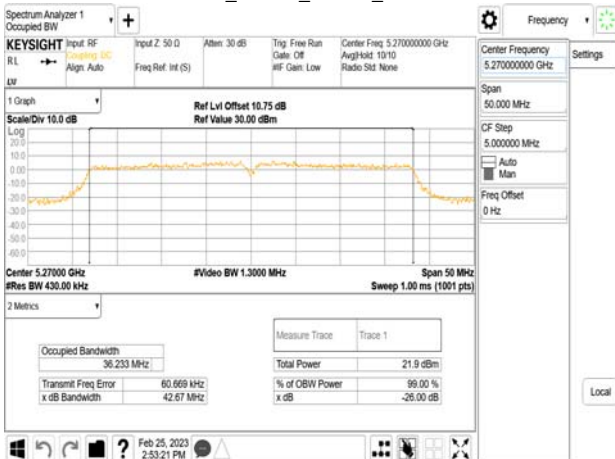 Spectrum Analyzer 1
Occupied BW
Frequency
KEYSIGHT
Input: RF
Coupling: DC
Align: Auto
RL
LXI
Input Z: 50 Ω
Freq Ref: Int (S)
Atten: 30 dB
Trig: Free Run
Gate: Off
#IF Gain: Low
Center Freq: 5.270000000 GHz
Avg|Hold: 10/10
Radio Std: None
1 Graph
Scale/Div 10.0 dB
Ref Lvl Offset 10.75 dB
Ref Value 30.00 dBm
Log
20.0
10.0
0.00
-10.0
-20.0
-30.0
-40.0
-50.0
-60.0
Center 5.27000 GHz
#Res BW 430.00 kHz
#Video BW 1.3000 MHz
Span 50 MHz
Sweep 1.00 ms (1001 pts)
2 Metrics
Measure Trace Trace 1
Occupied Bandwidth
36.233 MHz
Total Power 21.9 dBm
Transmit Freq Error 60.669 kHz
% of OBW Power 99.00 %
x dB Bandwidth 42.67 MHz
x dB -26.00 dB
Center Frequency
5.270000000 GHz
Span
50.000 MHz
CF Step
5.000000 MHz
Auto
Man
Freq Offset
0 Hz
Settings
Local
Feb 25, 2023
2:53:21 PM